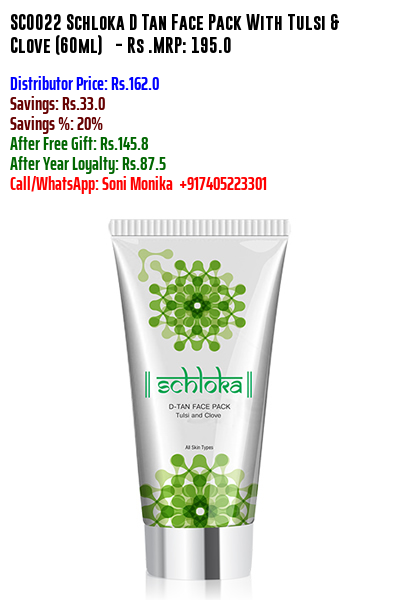 SC0022 Schloka D Tan Face Pack With Tulsi &
Clove (60ml) - Rs .MRP: 195.0
Distributor Price: Rs.162.0
Savings: Rs.33.0
Savings %: 20%
After Free Gift: Rs.145.8
After Year Loyalty: Rs.87.5
Call/WhatsApp: Soni Monika +917405223301
schloka
D-TAN FACE PACK
Tulsi and Clove
All Skin Types